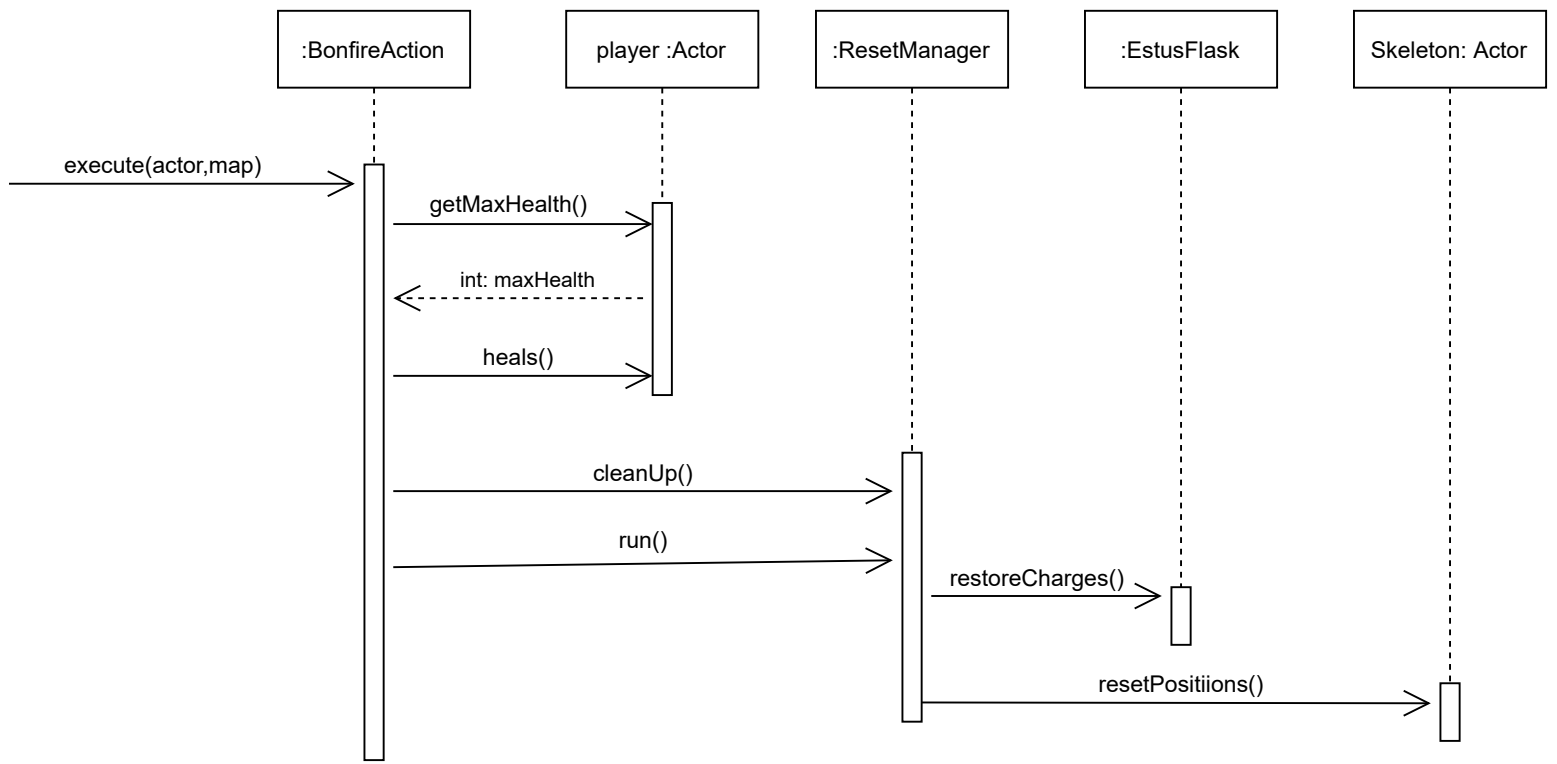 :BonfireAction
player :Actor
:ResetManager
:EstusFlask
Skeleton: Actor
execute(actor,map)
getMaxHealth()
int: maxHealth
heals()
cleanUp()
run()
restoreCharges()
resetPositiions()